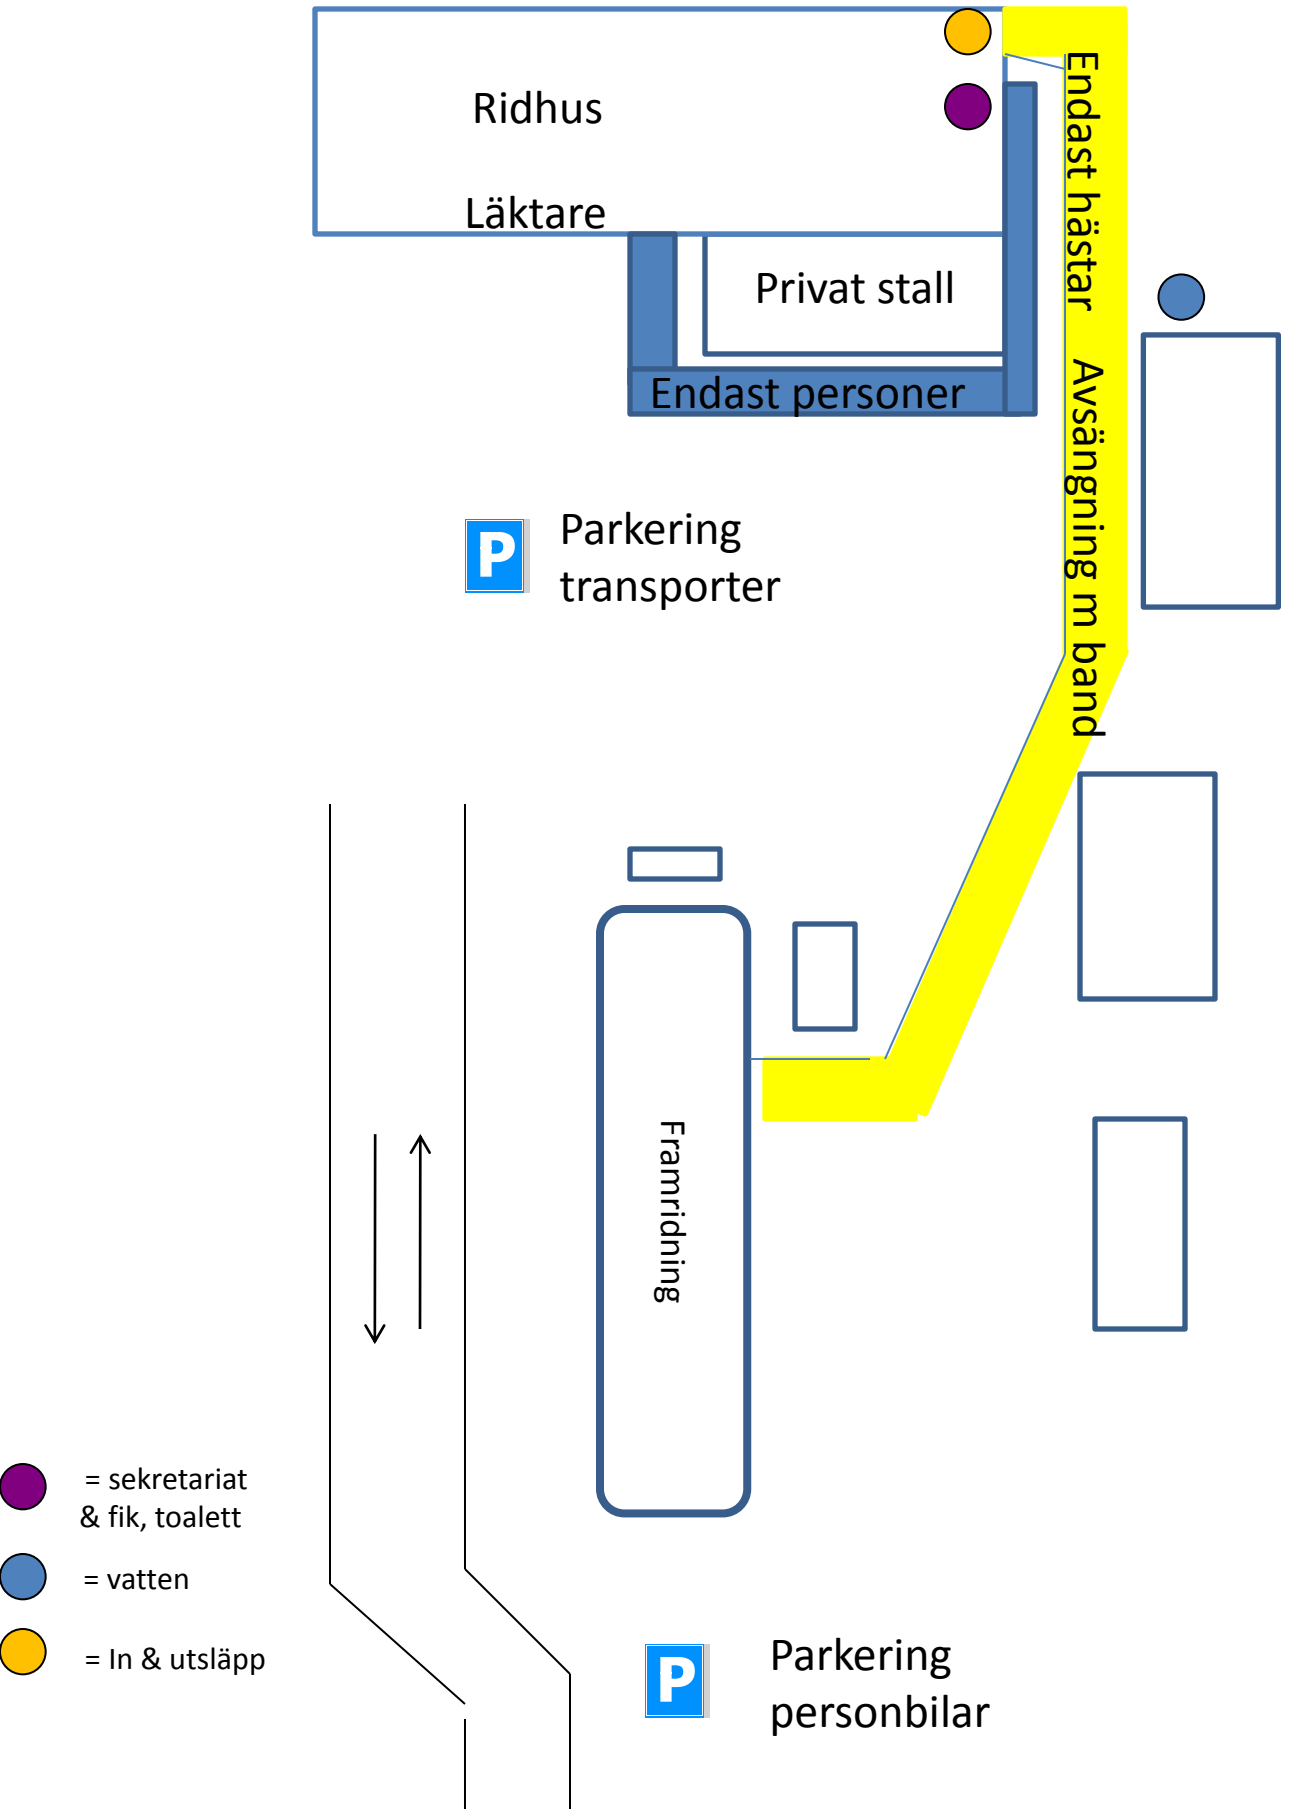 Ridhus
Läktare
Privat stall
Endast personer
Endast hästar Avsängning m band
P
Parkering
transporter
Framridning
= sekretariat
& fik, toalett
= vatten
= In & utsläpp
P
Parkering
personbilar